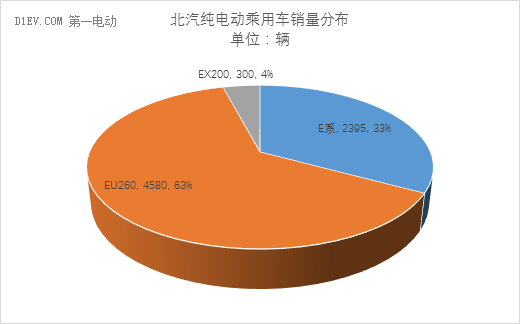 D1EV.COM 第一电动
北汽纯电动乘用车销量分布
单位：辆
EX200, 300, 4%
E系, 2395, 33%
EU260, 4580, 63%